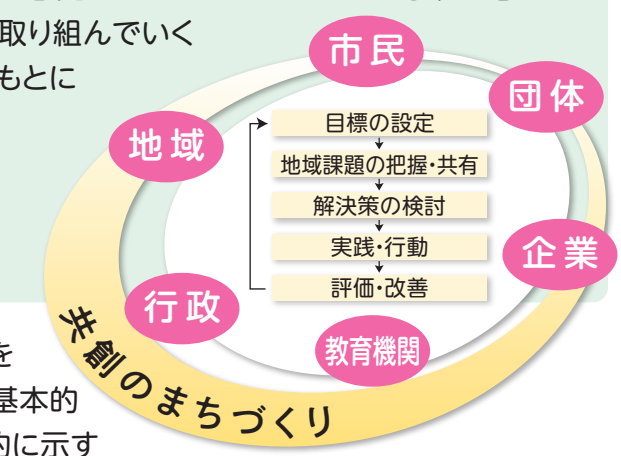 取り組んでいく
もとに
市民
団体
地域
目標の設定
地域課題の把握・共有
解決策の検討
実践・行動
評価・改善
企業
行政
教育機関
共創のまちづくり
を
基本的
的に示す